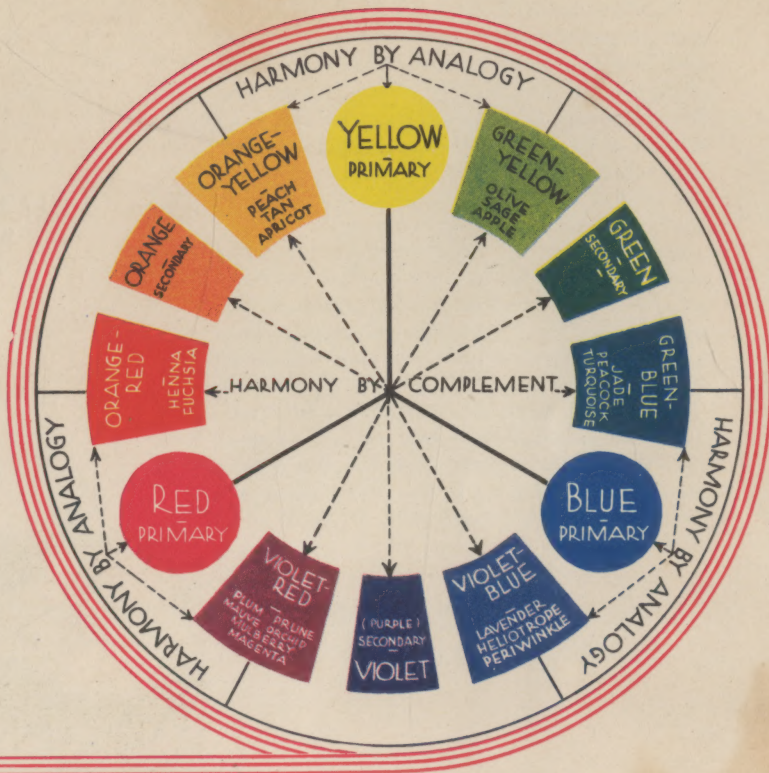 HARMONY BY ANALOGY
YELLOW
–
PRIMARY
GREEN-
YELLOW
–
OLIVE
SAGE
APPLE
GREEN
–
SECONDARY
–
GREEN-
BLUE
–
JADE
PEACOCK
TURQUOISE
HARMONY BY ANALOGY
BLUE
–
PRIMARY
VIOLET-
BLUE
–
LAVENDER
HELIOTROPE
PERIWINKLE
(PURPLE)
SECONDARY
–
VIOLET
VIOLET-
RED
–
PLUM PRUNE
MAUVE ORCHID
MULBERRY
MAGENTA
HARMONY BY ANALOGY
RED
–
PRIMARY
ORANGE-
RED
–
HENNA
FUCHSIA
ORANGE
–
SECONDARY
ORANGE-
YELLOW
–
PEACH
TAN
APRICOT
HARMONY BY COMPLEMENT